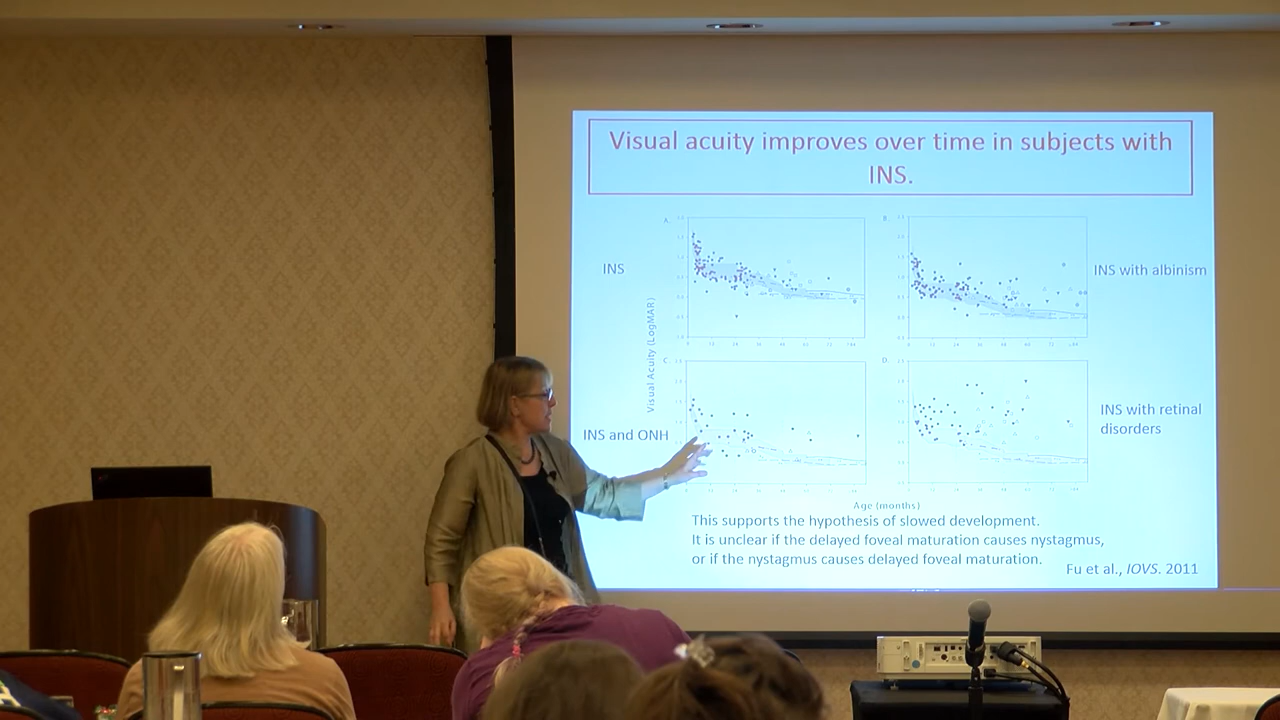 Visual acuity improves over time in subjects with
INS.
A.
B.
INS
INS with albinism
Visual Acuity (LogMAR)
C.
D.
INS and ONH
INS with retinal
disorders
Age (months)
This supports the hypothesis of slowed development.
It is unclear if the delayed foveal maturation causes nystagmus,
or if the nystagmus causes delayed foveal maturation.
Fu et al., IOVS. 2011